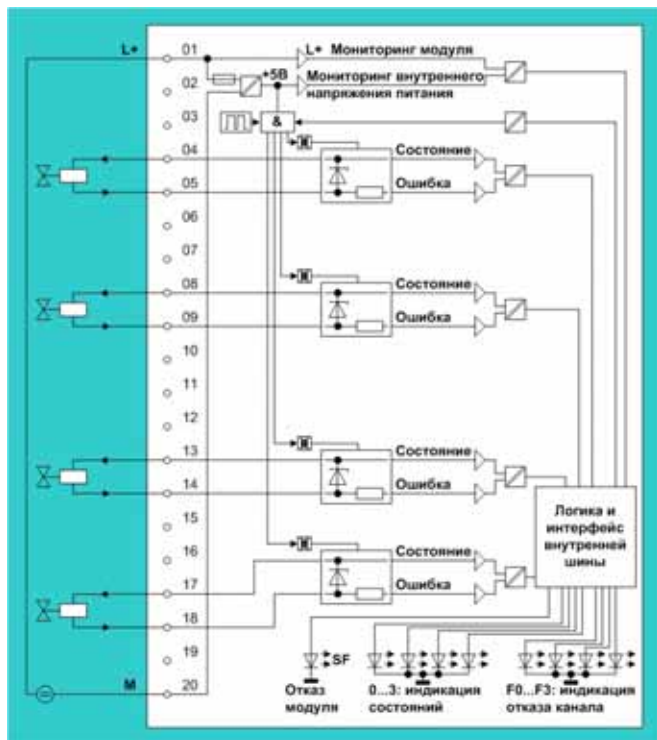 L+
01
L+ Мониторинг модуля
02
+5В
Мониторинг внутреннего
напряжения питания
03
&
04
Состояние
05
Ошибка
06
07
08
Состояние
09
Ошибка
10
11
12
13
Состояние
14
Ошибка
15
Логика и
интерфейс
внутренней
шины
16
Состояние
17
Ошибка
18
19
SF
M
20
Отказ
модуля
0...3: индикация
состояний
F0...F3: индикация
отказа канала